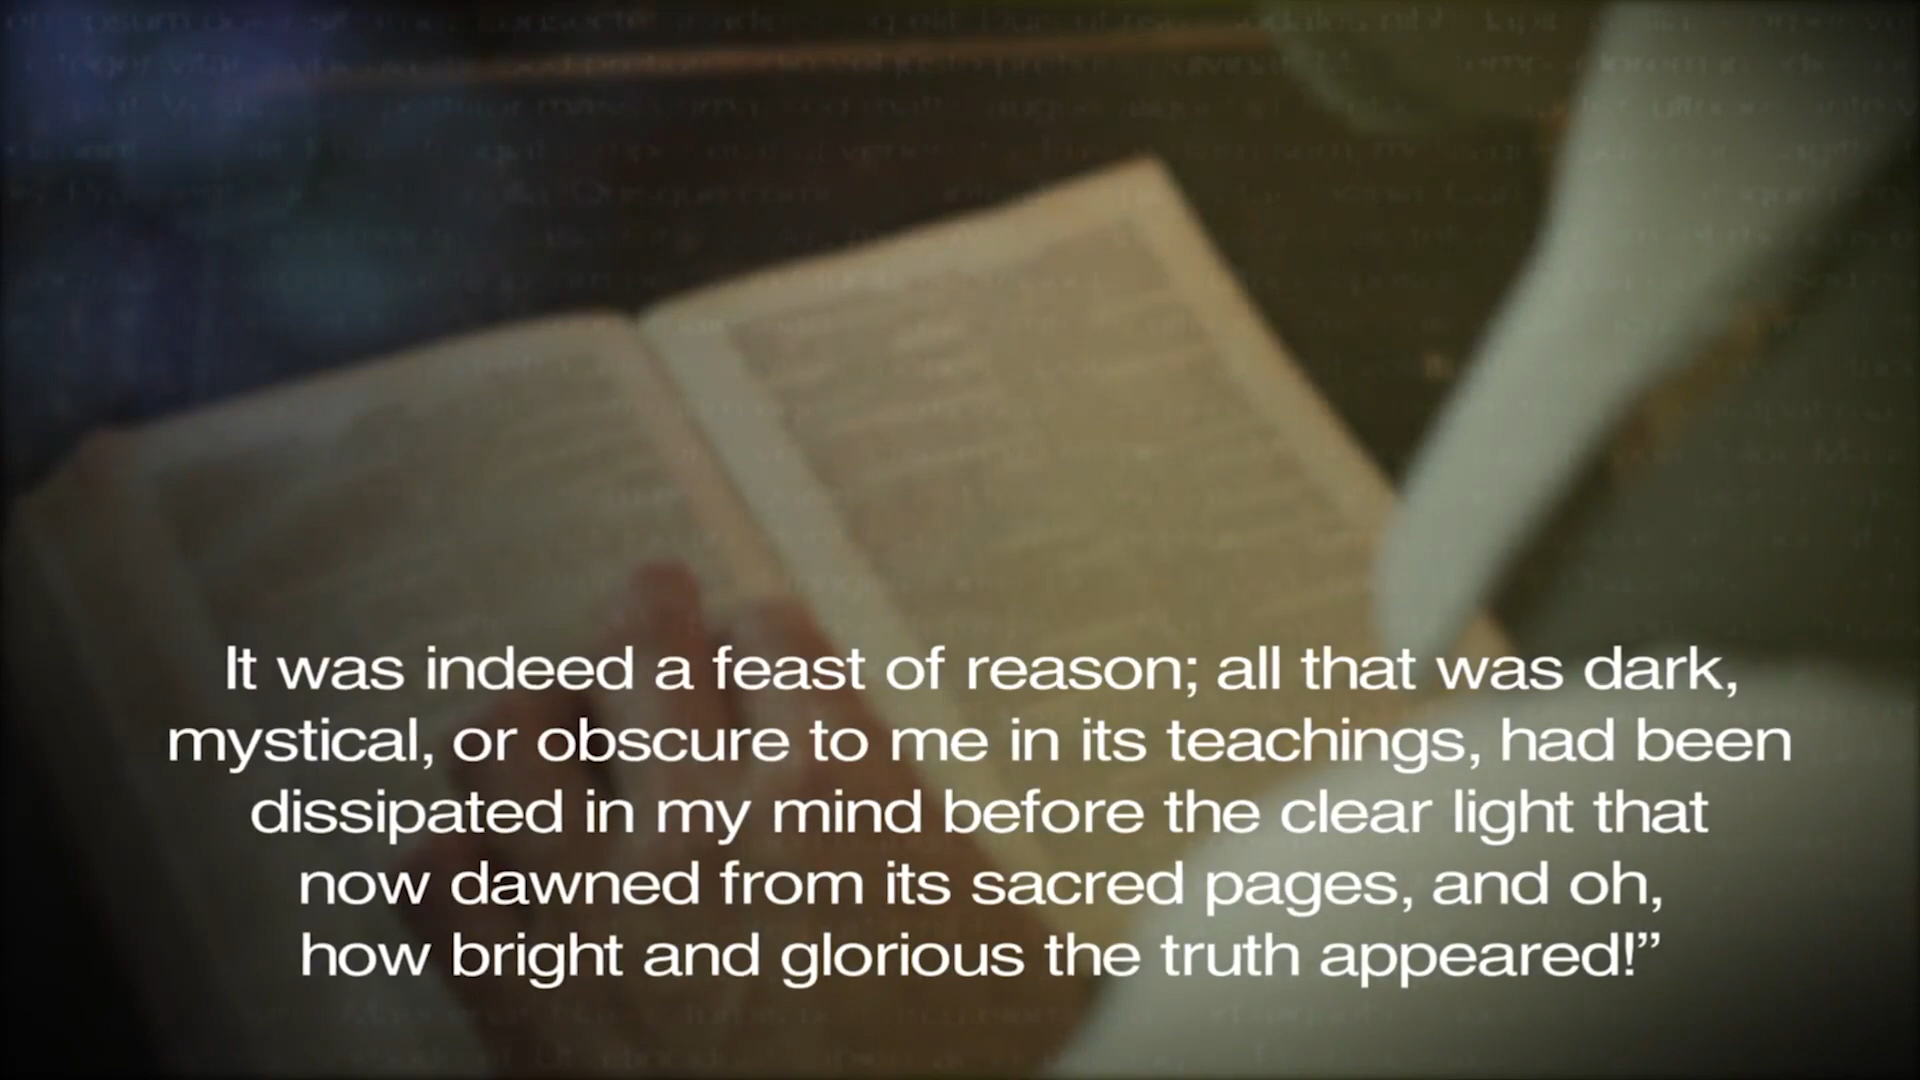 It was indeed a feast of reason; all that was dark,
mystical, or obscure to me in its teachings, had been
dissipated in my mind before the clear light that
now dawned from its sacred pages, and oh,
how bright and glorious the truth appeared!”